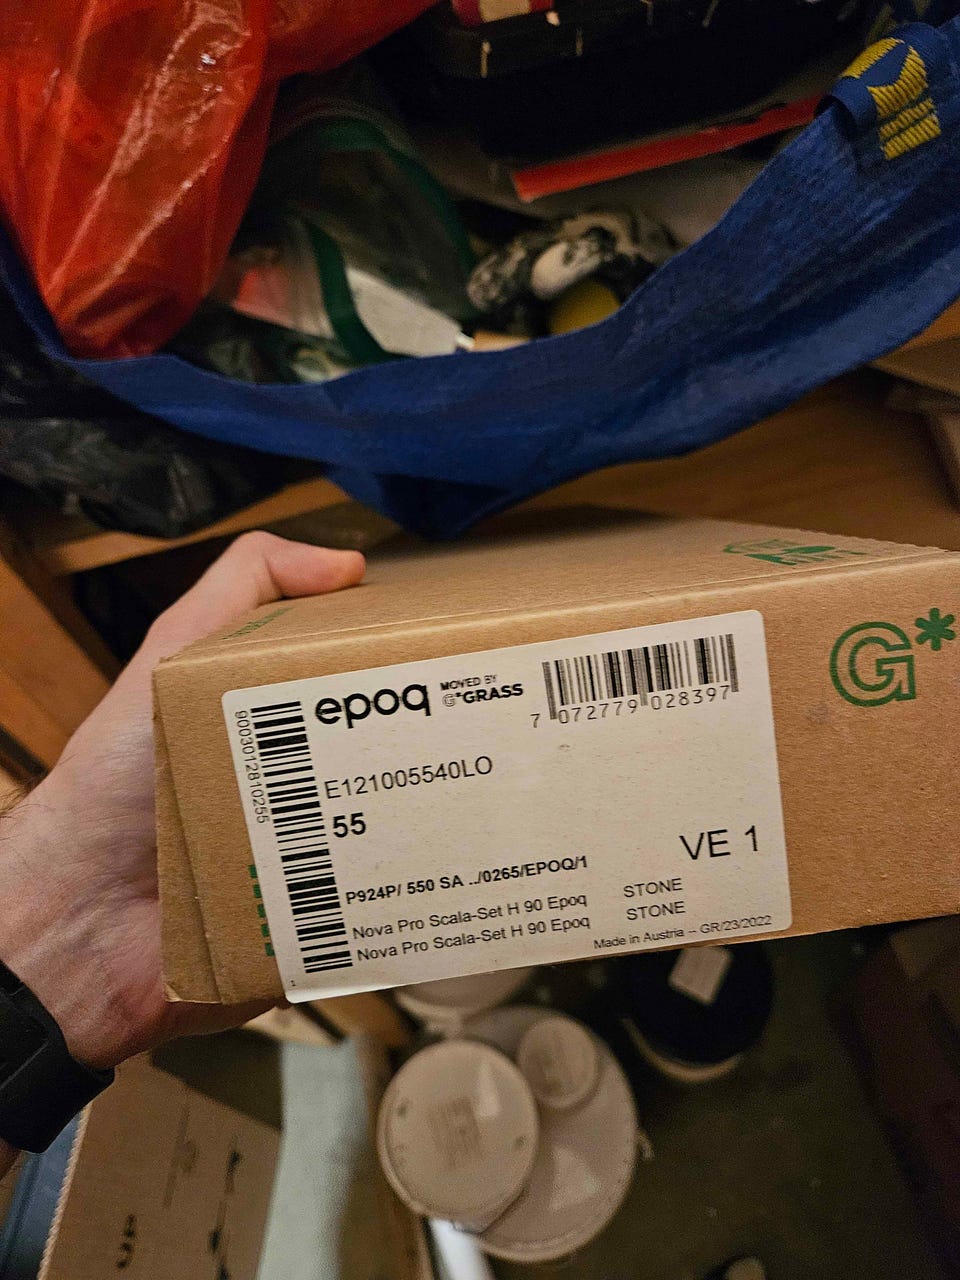 epoq MOVED BY
G*GRASS
7 072779 028397
9003012810255
E121005540LO
55
VE 1
P924P/ 550 SA ../0265/EPOQ/1
Nova Pro Scala-Set H 90 Epoq STONE
Nova Pro Scala-Set H 90 Epoq STONE
Made in Austria -- GR/23/2022
1
G*